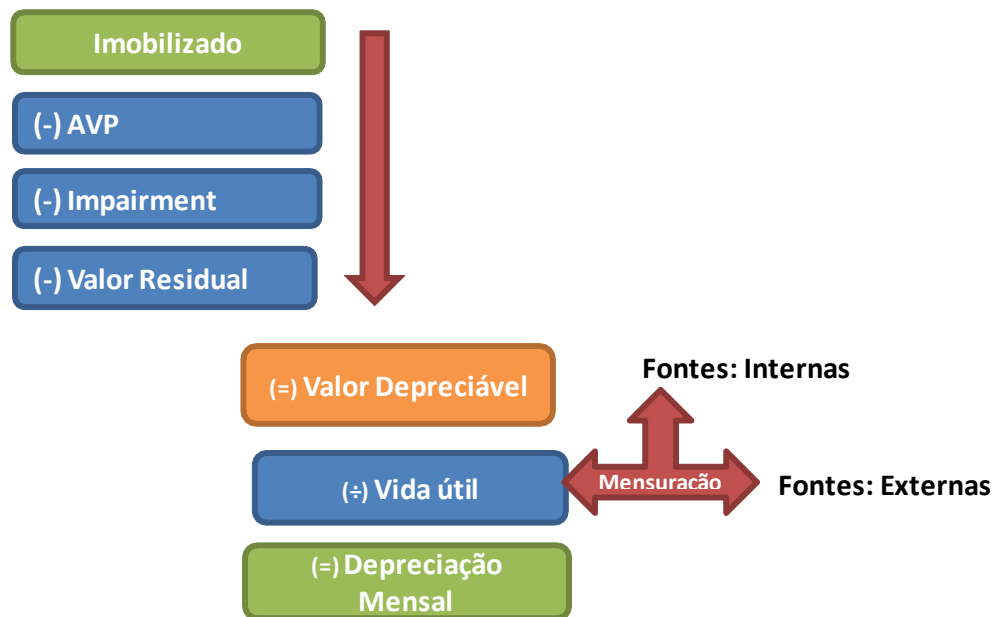 Imobilizado
(-) AVP
(-) Impairment
(-) Valor Residual
(=) Valor Depreciável
Fontes: Internas
(÷) Vida útil
Mensuração
Fontes: Externas
(=) Depreciação
Mensal